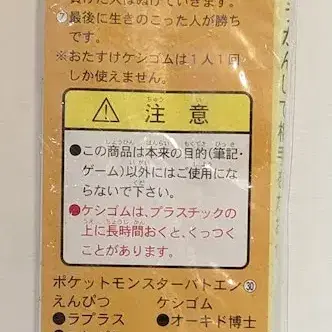 ⑦最後に生きのこった人が勝ち
です。
※おたすけケシゴムは1人1回
しか使えません。
注意
●この商品は本来の目的(筆記・
ゲーム)以外にはご使用にな
らないで下さい。
●ケシゴムは、プラスチックの
上に長時間おくと、くっつく
ことがあります。
ポケットモンスターバトエン㉚
えんぴつ ケシゴム
●ラプラス ●オーキド博士